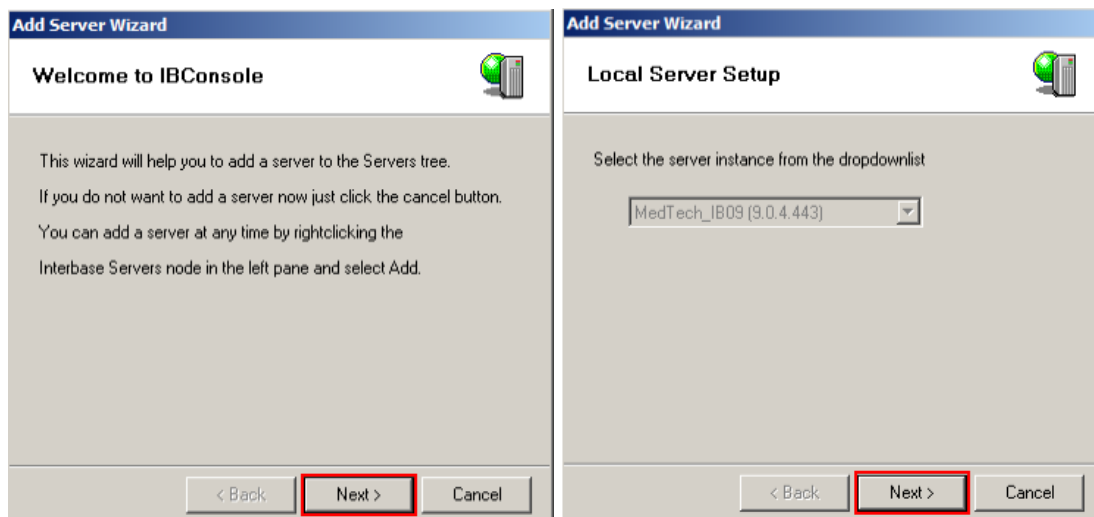 Add Server Wizard
Welcome to IBConsole
This wizard will help you to add a server to the Servers tree.
If you do not want to add a server now just click the cancel button.
You can add a server at any time by rightclicking the
Interbase Servers node in the left pane and select Add.
< Back
Next >
Cancel
Add Server Wizard
Local Server Setup
Select the server instance from the dropdownlist
MedTech_IB09 (9.0.4.443)
< Back
Next >
Cancel